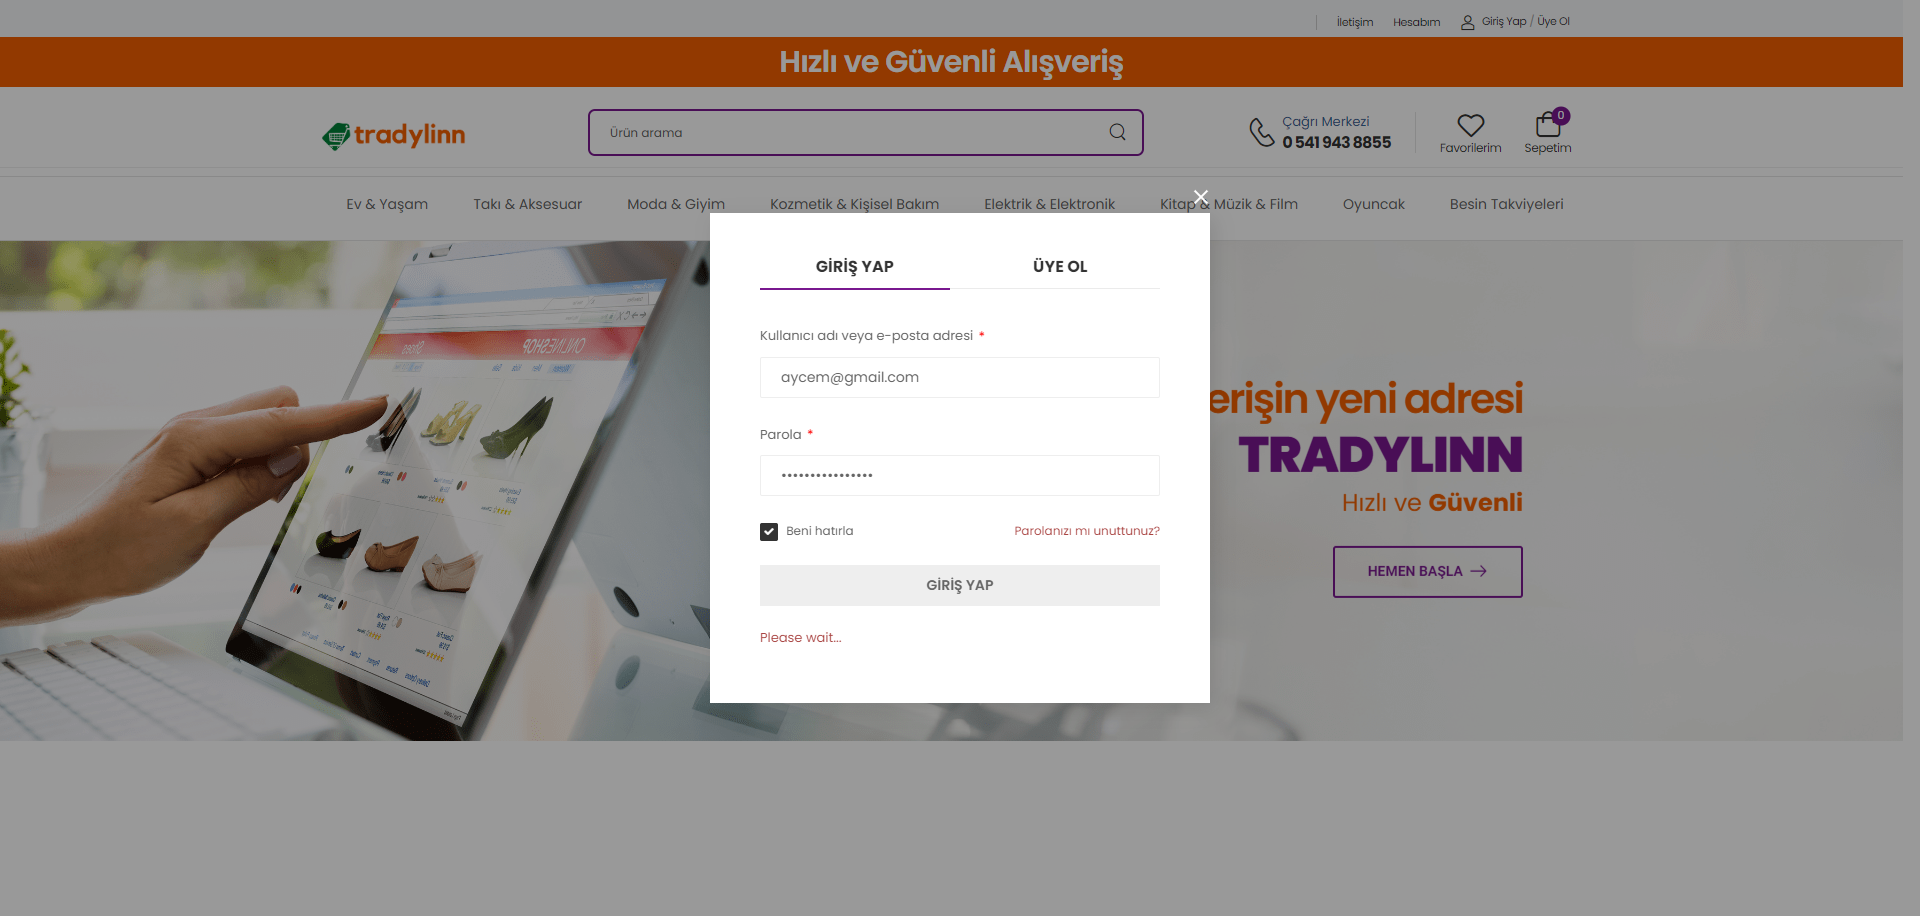 İletişim
Hesabım
Giriş Yap / Üye Ol
Hızlı ve Güvenli Alışveriş
tradylinn
Ürün arama
Çağrı Merkezi
0 541 943 8855
Favorilerim
0
Sepetim
Ev & Yaşam
Takı & Aksesuar
Moda & Giyim
Kozmetik & Kişisel Bakım
Elektrik & Elektronik
Kitap & Müzik & Film
Oyuncak
Besin Takviyeleri
GİRİŞ YAP
ÜYE OL
Kullanıcı adı veya e-posta adresi *
aycem@gmail.com
Parola *
•••••••••••••••
Beni hatırla
Parolanızı mı unuttunuz?
GİRİŞ YAP
Please wait...
erişin yeni adresi
TRADYLINN
Hızlı ve Güvenli
HEMEN BAŞLA
ONLINESHOP